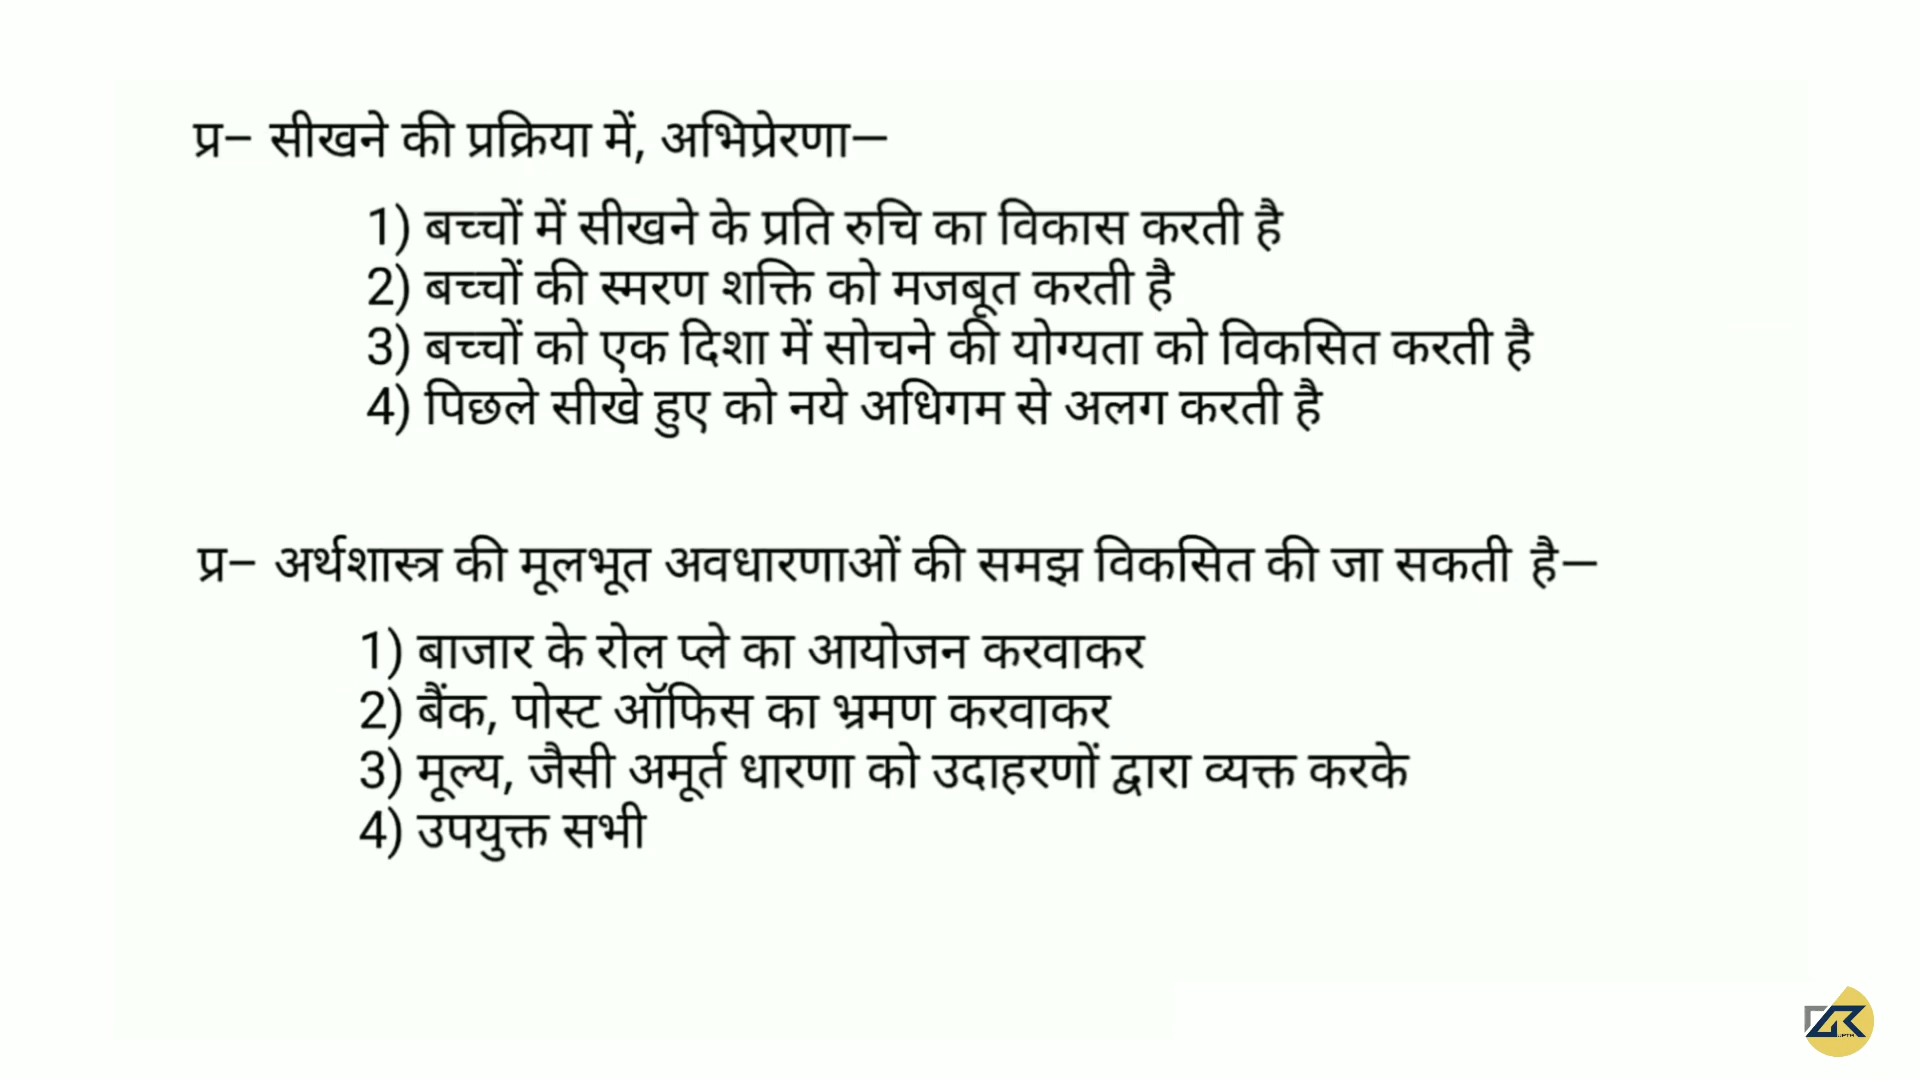 प्र– सीखने की प्रक्रिया में, अभिप्रेरणा—
1) बच्चों में सीखने के प्रति रुचि का विकास करती है
2) बच्चों की स्मरण शक्ति को मजबूत करती है
3) बच्चों को एक दिशा में सोचने की योग्यता को विकसित करती है
4) पिछले सीखे हुए को नये अधिगम से अलग करती है
प्र– अर्थशास्त्र की मूलभूत अवधारणाओं की समझ विकसित की जा सकती है—
1) बाजार के रोल प्ले का आयोजन करवाकर
2) बैंक, पोस्ट ऑफिस का भ्रमण करवाकर
3) मूल्य, जैसी अमूर्त धारणा को उदाहरणों द्वारा व्यक्त करके
4) उपयुक्त सभी